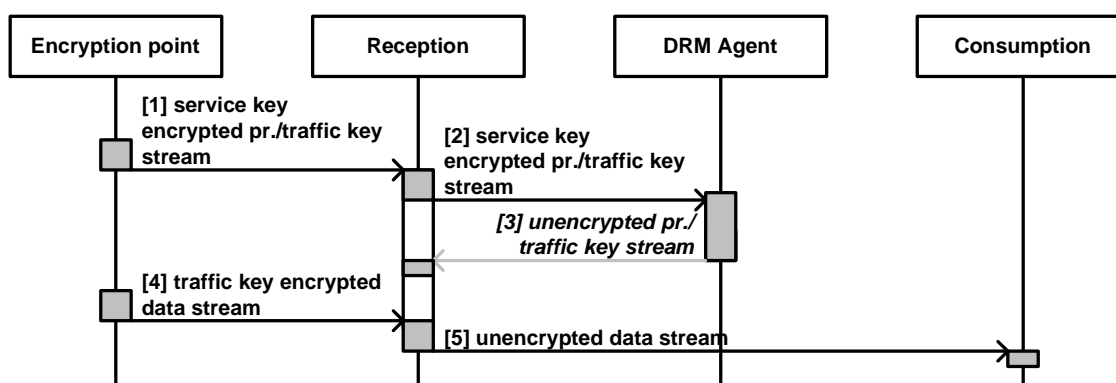 Encryption point
Reception
DRM Agent
Consumption
[1] service key
encrypted pr./traffic key
stream
[2] service key
encrypted pr./traffic key
stream
[3] unencrypted pr./
traffic key stream
[4] traffic key encrypted
data stream
[5] unencrypted data stream